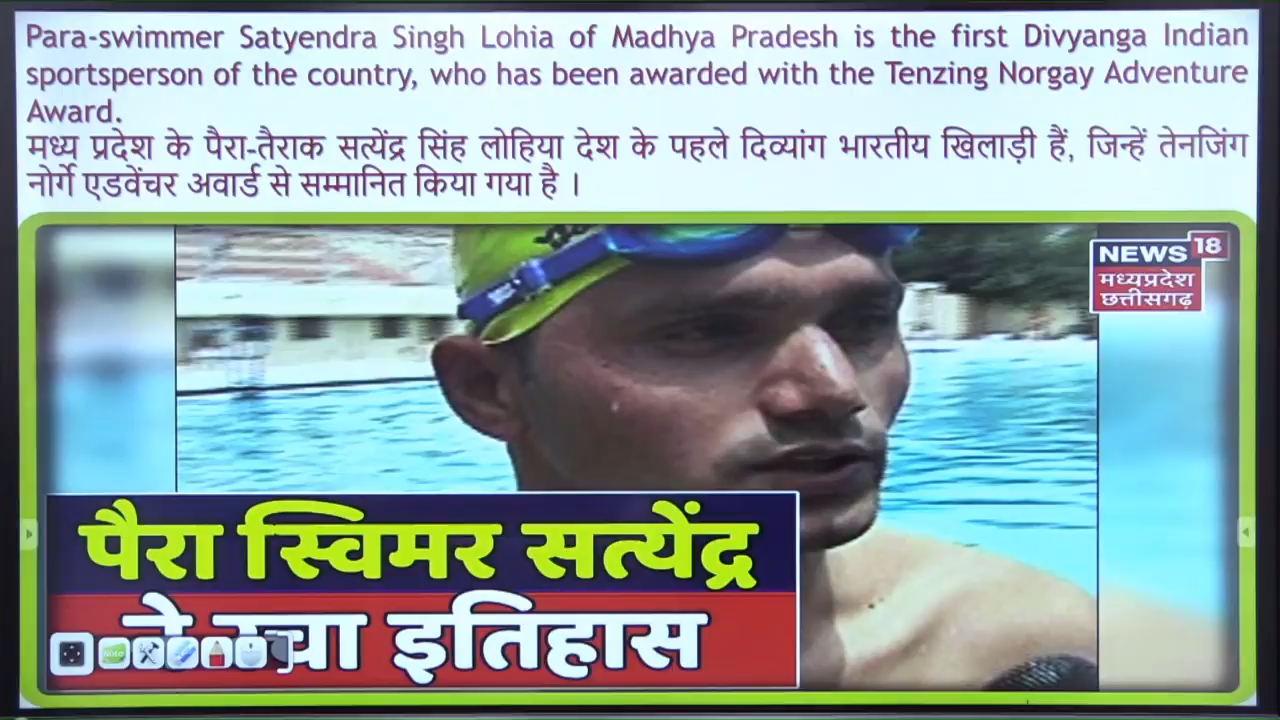 Para-swimmer Satyendra Singh Lohia of Madhya Pradesh is the first Divyanga Indian
sportsperson of the country, who has been awarded with the Tenzing Norgay Adventure
Award.
मध्य प्रदेश के पैरा-तैराक सत्येंद्र सिंह लोहिया देश के पहले दिव्यांग भारतीय खिलाड़ी हैं, जिन्हें तेनजिंग
नोर्गे एडवेंचर अवार्ड से सम्मानित किया गया है ।
NEWS 18
मध्यप्रदेश
छत्तीसगढ़
पैरा स्विमर सत्येंद्र
इतिहास